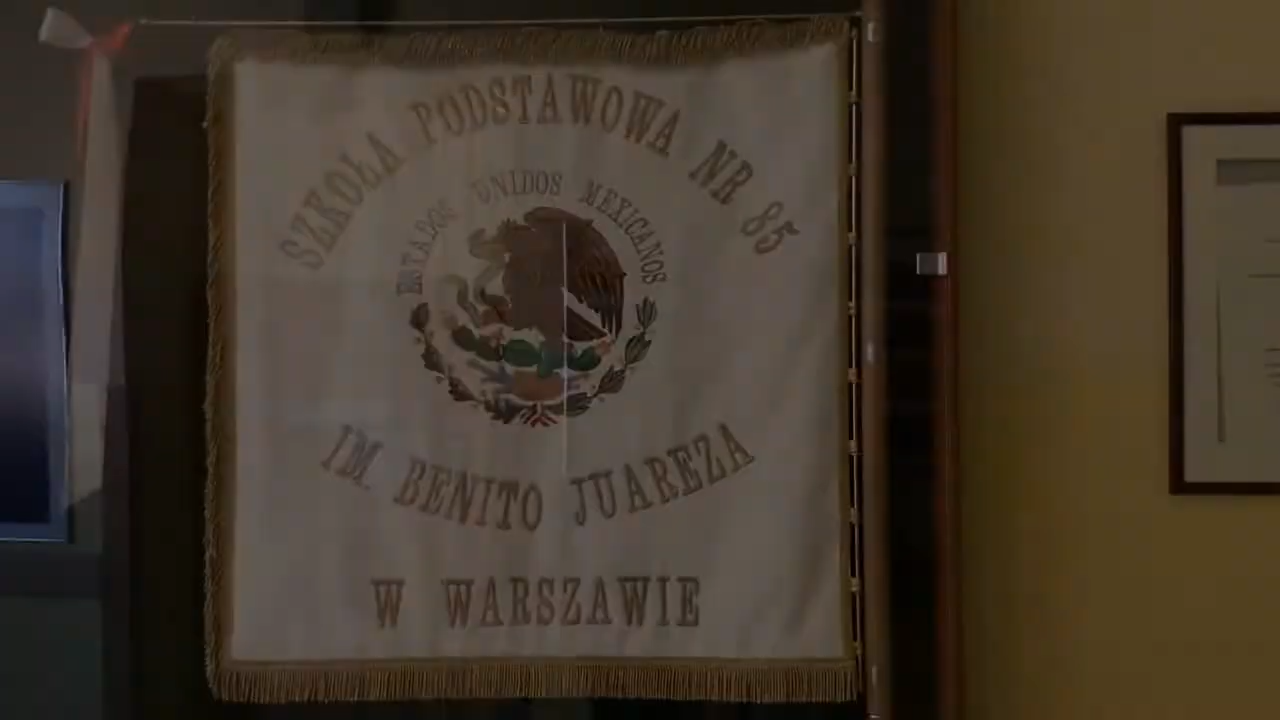 SZKOŁA PODSTAWOWA NR 85
ESTADOS UNIDOS MEXICANOS
IM. BENITO JUAREZA
W WARSZAWIE